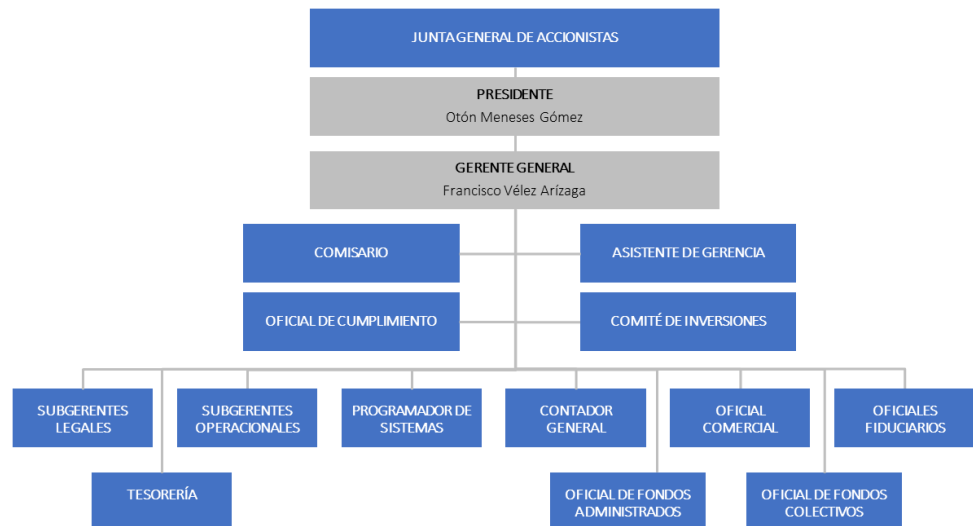 JUNTA GENERAL DE ACCIONISTAS
PRESIDENTE
Otón Meneses Gómez
GERENTE GENERAL
Francisco Vélez Arízaga
COMISARIO
ASISTENTE DE GERENCIA
OFICIAL DE CUMPLIMIENTO
COMITÉ DE INVERSIONES
SUBGERENTES
LEGALES
SUBGERENTES
OPERACIONALES
PROGRAMADOR DE
SISTEMAS
CONTADOR
GENERAL
OFICIAL
COMERCIAL
OFICIALES
FIDUCIARIOS
TESORERÍA
OFICIAL DE FONDOS
ADMINISTRADOS
OFICIAL DE FONDOS
COLECTIVOS